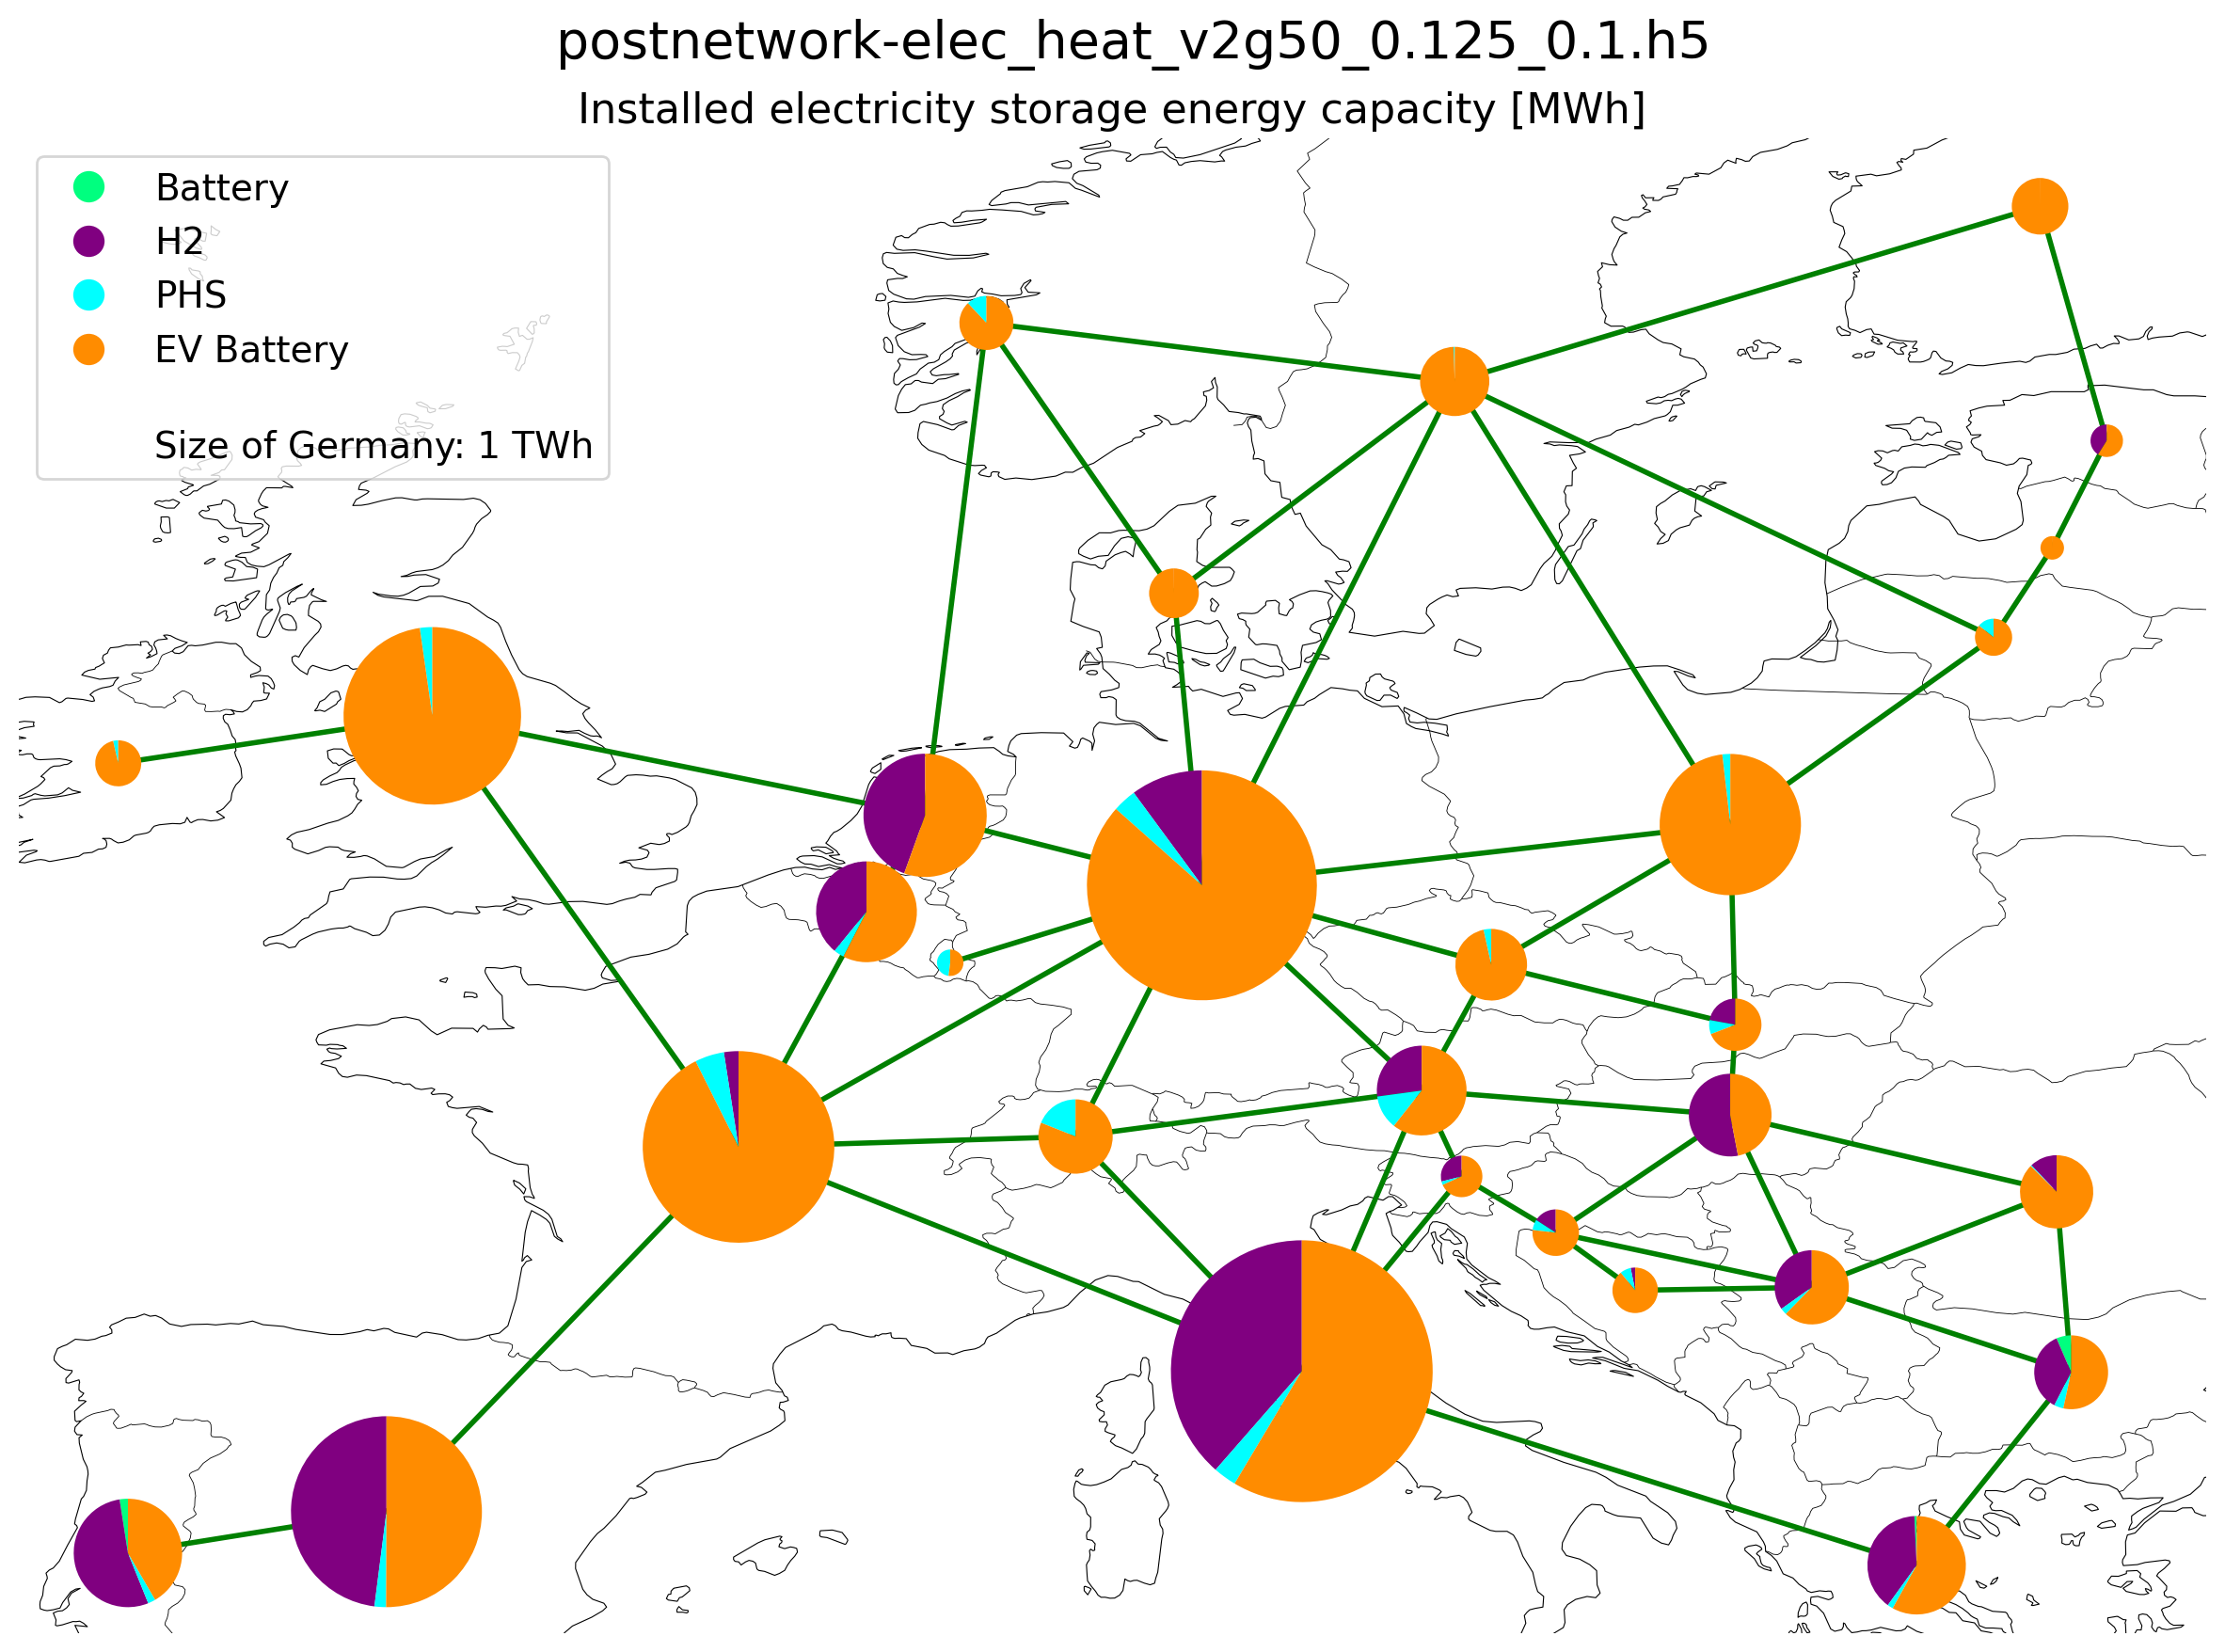 postnetwork-elec_heat_v2g50_0.125_0.1.h5
Installed electricity storage energy capacity [MWh]
Battery
H2
PHS
EV Battery
Size of Germany: 1 TWh